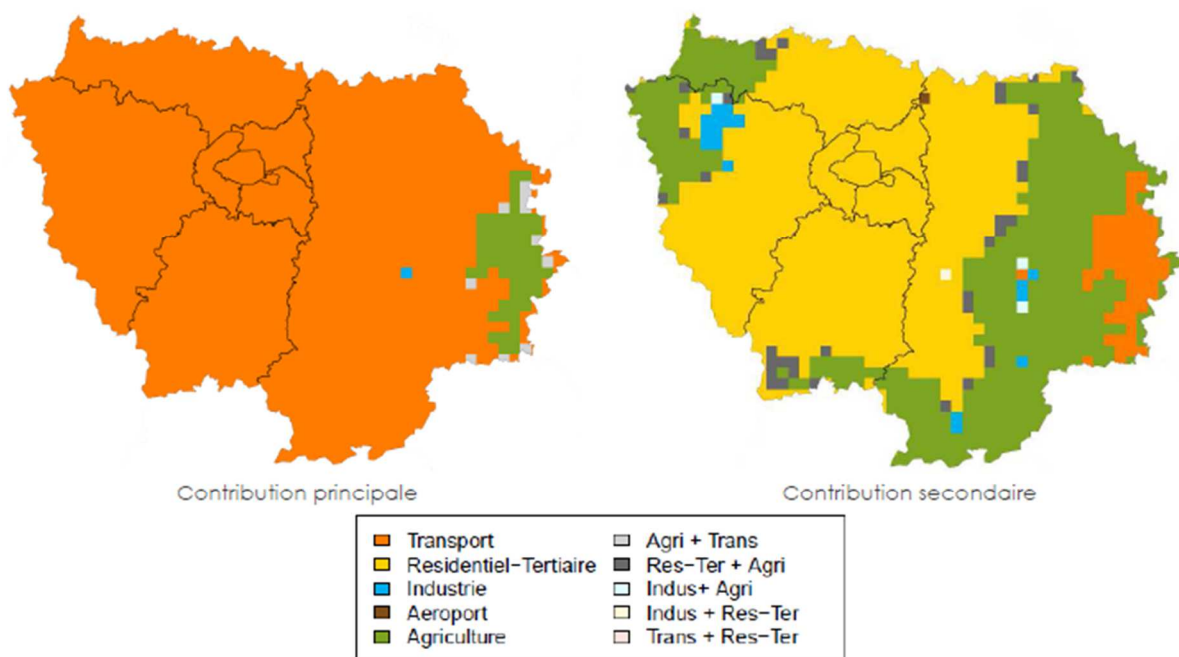 Contribution principale
Contribution secondaire
Transport
Residentiel-Tertiaire
Industrie
Aeroport
Agriculture
Agri + Trans
Res-Ter + Agri
Indus+ Agri
Indus + Res-Ter
Trans + Res-Ter